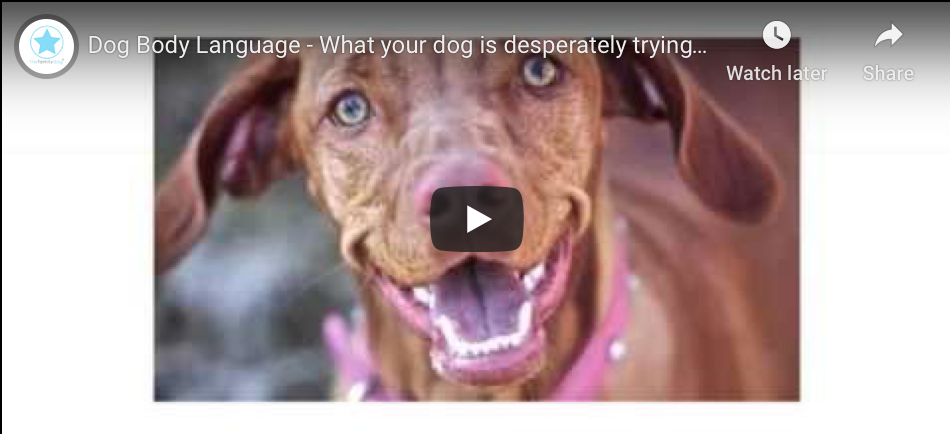 Dog Body Language - What your dog is desperately trying...
Watch later
Share